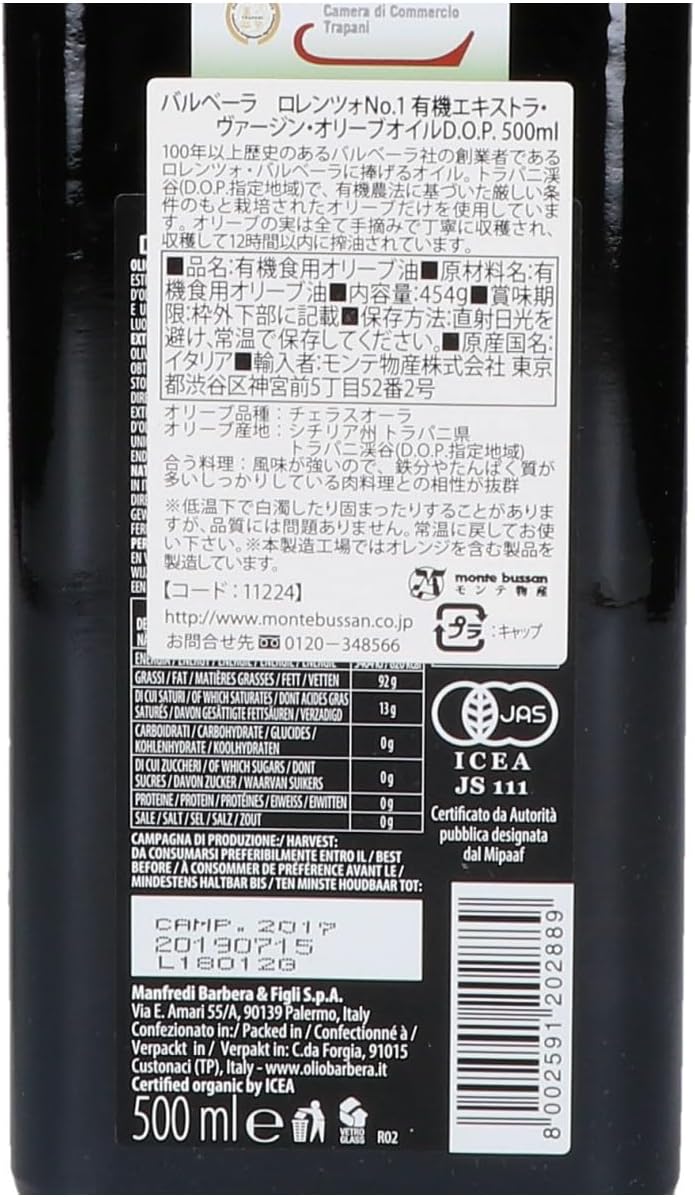 Camera di Commercio
Trapani
バルベーラ　ロレンツォNo.1 有機エキストラ・
ヴァージン・オリーブオイルD.O.P. 500ml
100年以上歴史のあるバルベーラ社の創業者である
ロレンツォ・バルベーラに捧げるオイル。トラパニ渓
谷(D.O.P.指定地域)で、有機農法に基づいた厳しい条
件のもと栽培されたオリーブだけを使用していま
す。オリーブの実は全て手摘みで丁寧に収穫され、
収穫して12時間以内に搾油されています。
■品名:有機食用オリーブ油■原材料名:有
機食用オリーブ油■内容量:454g■賞味期
限:枠外下部に記載■保存方法:直射日光を
避け、常温で保存してください。■原産国名:
イタリア■輸入者:モンテ物産株式会社 東京
都渋谷区神宮前5丁目52番2号
オリーブ品種：チェラスオーラ
オリーブ産地：シチリア州 トラパニ県
トラパニ渓谷(D.O.P.指定地域)
合う料理：風味が強いので、鉄分やたんぱく質が
多いしっかりしている肉料理との相性が抜群
※低温下で白濁したり固まったりすることがありま
すが、品質には問題ありません。常温に戻してお使
い下さい。※本製造工場ではオレンジを含む製品を
製造しています。
【コード：11224】
monte bussan
モンテ物産
http://www.montebussan.co.jp
お問合せ先 0120-348566
プラ :キャップ
GRASSI / FAT / MATIÈRES GRASSES / FETT / VETTEN 92 g
DI CUI SATURI / OF WHICH SATURATES / DONT ACIDES GRAS
SATURÉS / DAVON GESÄTTIGTE FETTSÄUREN / VERZADIGD 13 g
CARBOIDRATI / CARBOHYDRATE / GLUCIDES /
KOHLENHYDRATE / KOOLHYDRATEN 0 g
DI CUI ZUCCHERI / OF WHICH SUGARS / DONT
SUCRES / DAVON ZUCKER / WAARVAN SUIKERS 0 g
PROTEINE / PROTEIN / PROTÉINES / EIWEISS / EIWITTEN 0 g
SALE / SALT / SEL / SALZ / ZOUT 0 g
JAS
ICEA
JS 111
Certificato da Autorità
pubblica designata
dal Mipaaf
CAMPAGNA DI PRODUZIONE:/ HARVEST:
DA CONSUMARSI PREFERIBILMENTE ENTRO IL / BEST
BEFORE / À CONSOMMER DE PRÉFÉRENCE AVANT LE /
MINDESTENS HALTBAR BIS / TEN MINSTE HOUDBAAR TOT:
CAMP. 2017
20190715
L18012G
Manfredi Barbera & Figli S.p.A.
Via E. Amari 55/A, 90139 Palermo, Italy
Confezionato in:/ Packed in / Confectionné à /
Verpackt in / Verpakt in: C.da Forgia, 91015
Custonaci (TP), Italy - www.oliobarbera.it
Certified organic by ICEA
500 ml e
VETRO
GLASS
R02
8 002591 202889